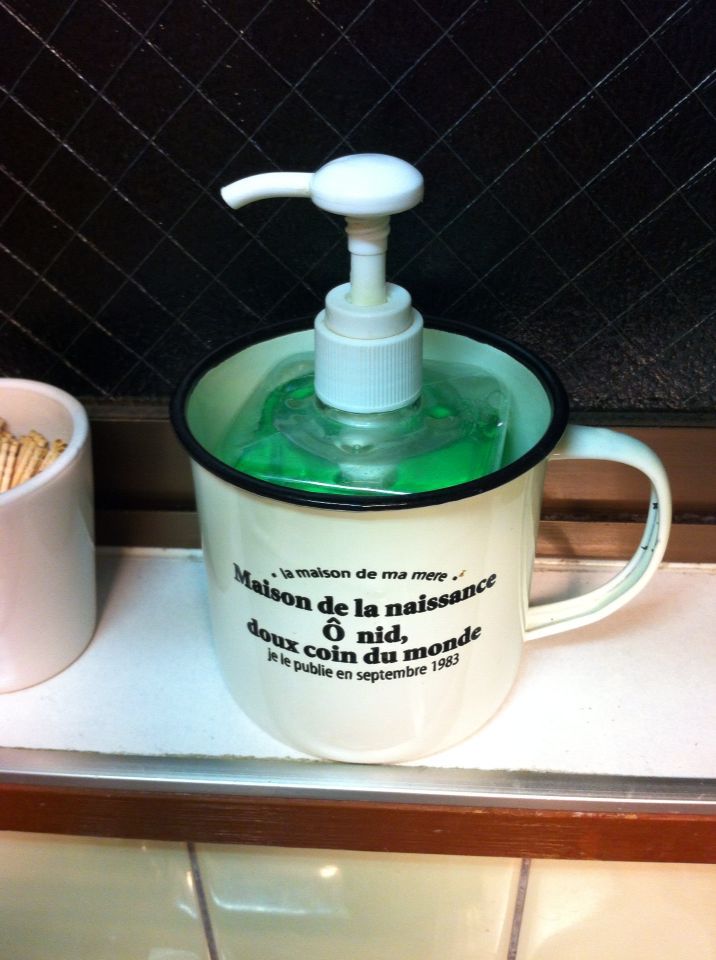 • la maison de ma mere •
Maison de la naissance
Ô nid,
doux coin du monde
je le publie en septembre 1983